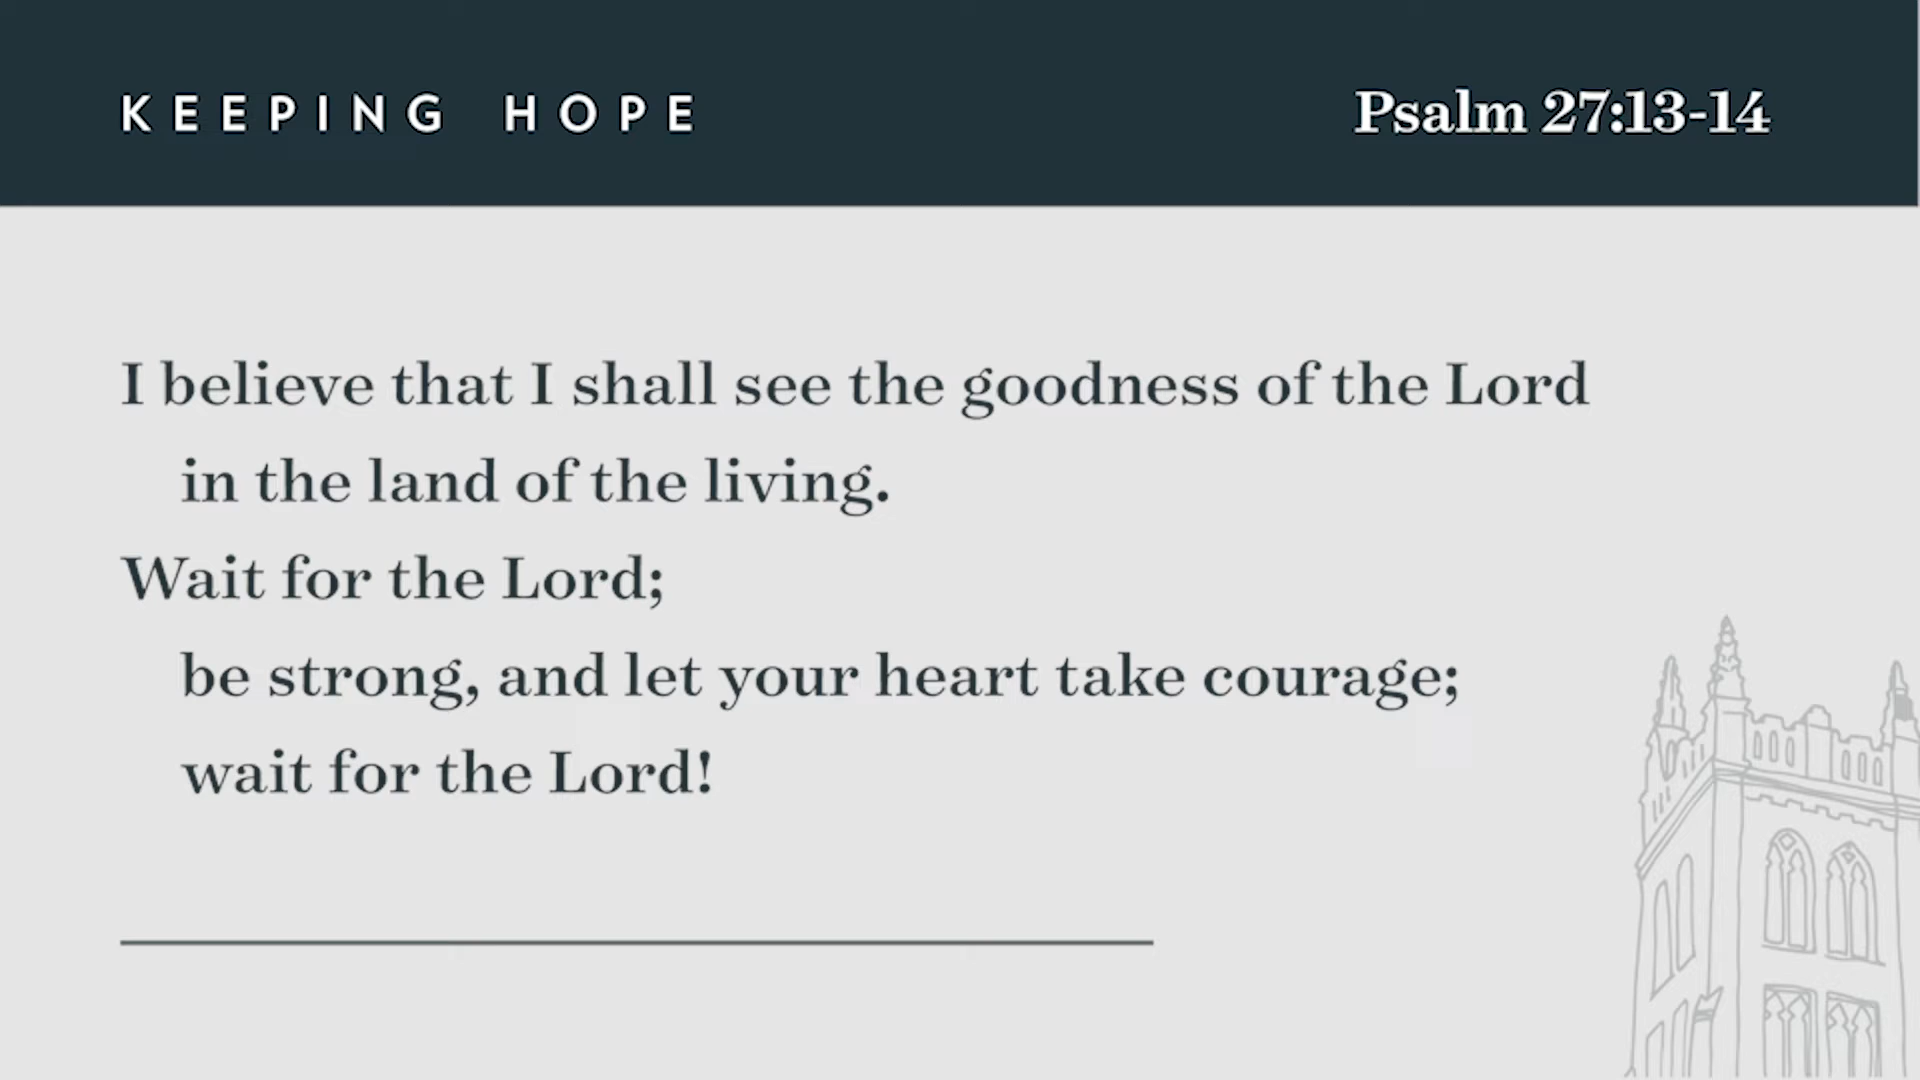 KEEPING HOPE
Psalm 27:13-14
I believe that I shall see the goodness of the Lord
in the land of the living.
Wait for the Lord;
be strong, and let your heart take courage;
wait for the Lord!